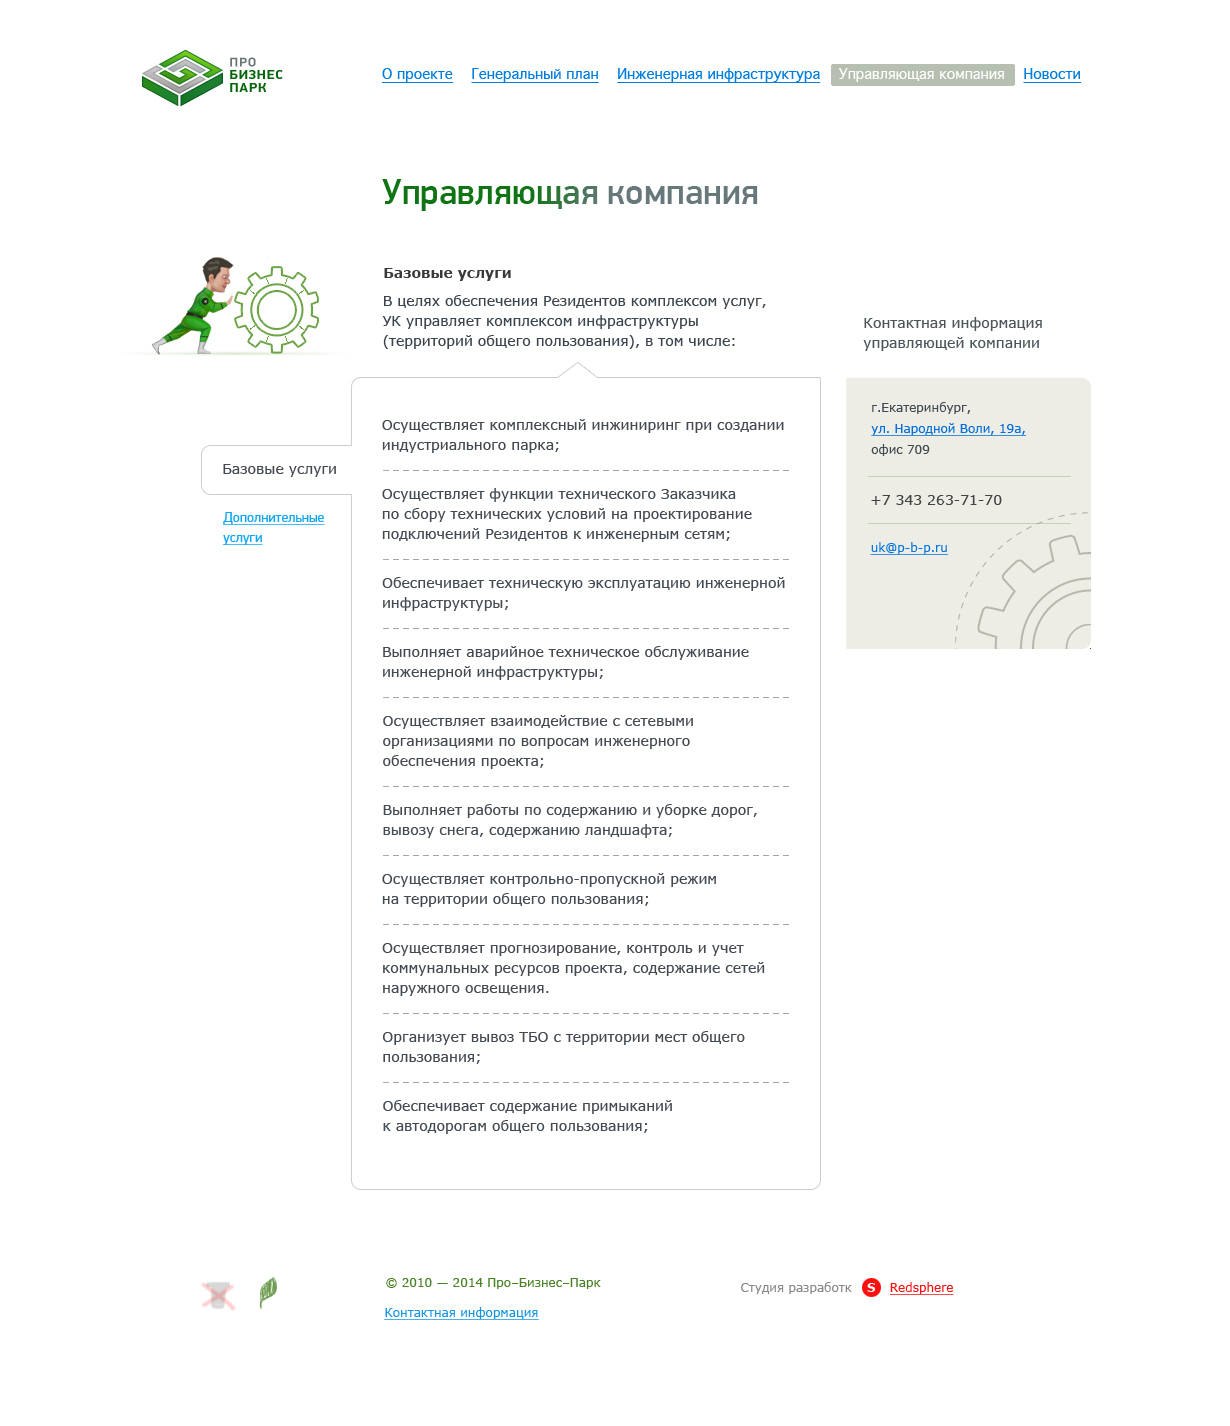 ПРО
БИЗНЕС
ПАРК
О проекте Генеральный план Инженерная инфраструктура Управляющая компания Новости
Управляющая компания
Базовые услуги
В целях обеспечения Резидентов комплексом услуг,
УК управляет комплексом инфраструктуры
(территорий общего пользования), в том числе:
Базовые услуги
Дополнительные
услуги
Осуществляет комплексный инжиниринг при создании
индустриального парка;
Осуществляет функции технического Заказчика
по сбору технических условий на проектирование
подключений Резидентов к инженерным сетям;
Обеспечивает техническую эксплуатацию инженерной
инфраструктуры;
Выполняет аварийное техническое обслуживание
инженерной инфраструктуры;
Осуществляет взаимодействие с сетевыми
организациями по вопросам инженерного
обеспечения проекта;
Выполняет работы по содержанию и уборке дорог,
вывозу снега, содержанию ландшафта;
Осуществляет контрольно-пропускной режим
на территории общего пользования;
Осуществляет прогнозирование, контроль и учет
коммунальных ресурсов проекта, содержание сетей
наружного освещения.
Организует вывоз ТБО с территории мест общего
пользования;
Обеспечивает содержание примыканий
к автодорогам общего пользования;
Контактная информация
управляющей компании
г.Екатеринбург,
ул. Народной Воли, 19а,
офис 709
+7 343 263-71-70
uk@p-b-p.ru
© 2010 — 2014 Про–Бизнес–Парк
Контактная информация
Студия разработк S Redsphere